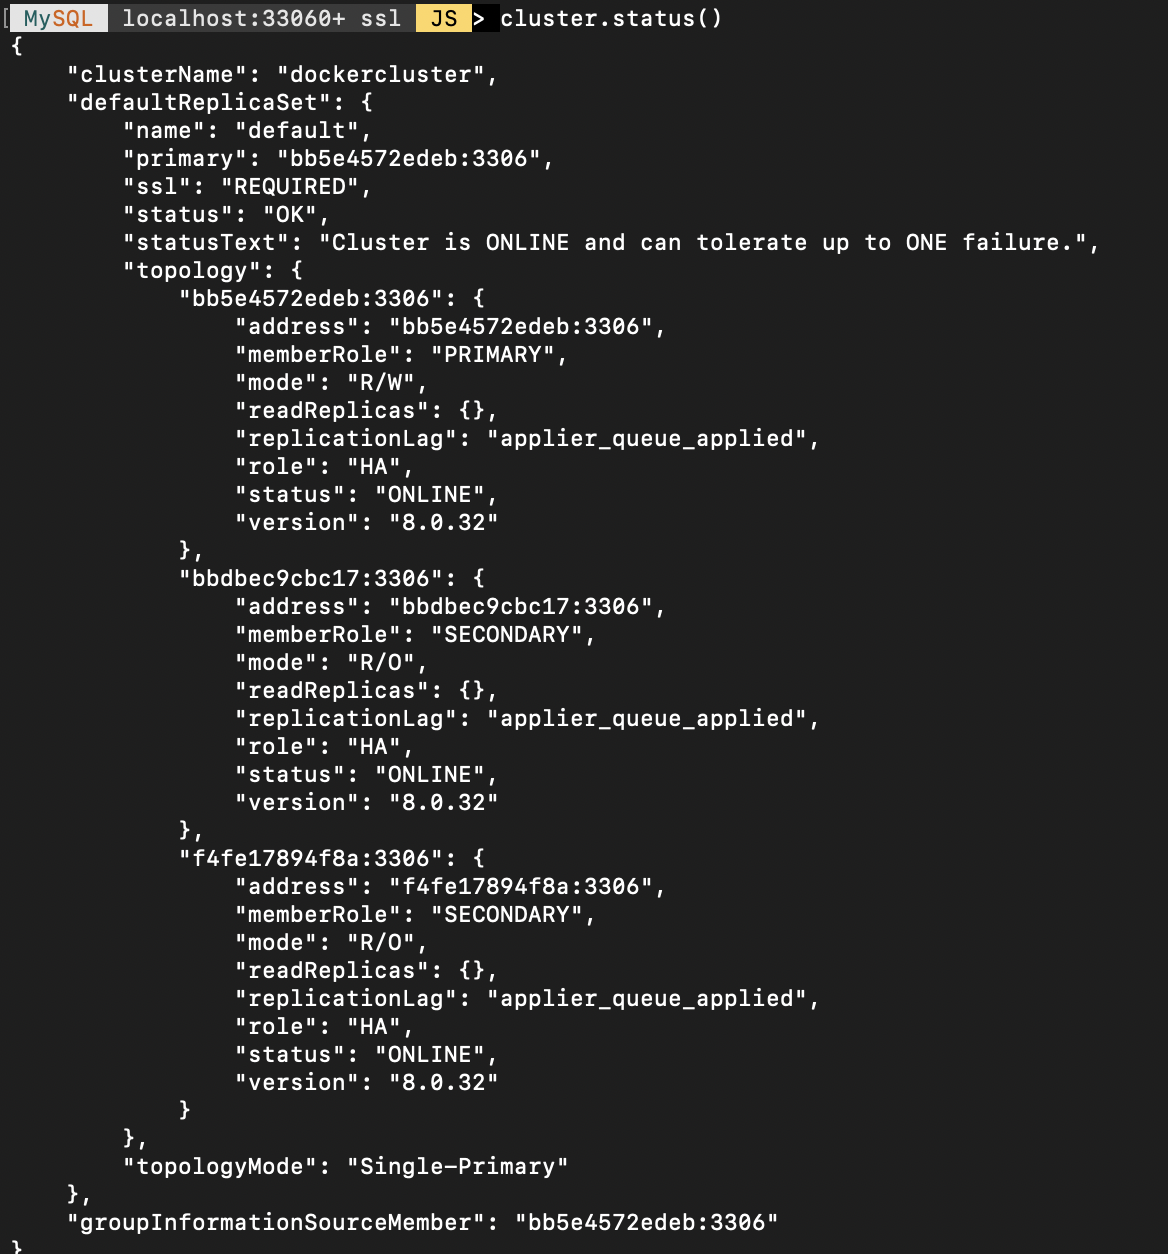 MySQL localhost:33060+ ssl JS > cluster.status()
{
    "clusterName": "dockercluster",
    "defaultReplicaSet": {
        "name": "default",
        "primary": "bb5e4572edeb:3306",
        "ssl": "REQUIRED",
        "status": "OK",
        "statusText": "Cluster is ONLINE and can tolerate up to ONE failure.",
        "topology": {
            "bb5e4572edeb:3306": {
                "address": "bb5e4572edeb:3306",
                "memberRole": "PRIMARY",
                "mode": "R/W",
                "readReplicas": {},
                "replicationLag": "applier_queue_applied",
                "role": "HA",
                "status": "ONLINE",
                "version": "8.0.32"
            },
            "bbdbec9cbc17:3306": {
                "address": "bbdbec9cbc17:3306",
                "memberRole": "SECONDARY",
                "mode": "R/O",
                "readReplicas": {},
                "replicationLag": "applier_queue_applied",
                "role": "HA",
                "status": "ONLINE",
                "version": "8.0.32"
            },
            "f4fe17894f8a:3306": {
                "address": "f4fe17894f8a:3306",
                "memberRole": "SECONDARY",
                "mode": "R/O",
                "readReplicas": {},
                "replicationLag": "applier_queue_applied",
                "role": "HA",
                "status": "ONLINE",
                "version": "8.0.32"
            }
        },
        "topologyMode": "Single-Primary"
    },
    "groupInformationSourceMember": "bb5e4572edeb:3306"
}